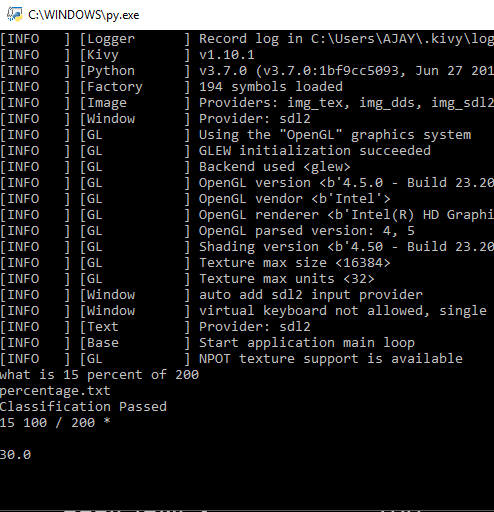 C:\WINDOWS\py.exe
[INFO   ] [Logger      ] Record log in C:\Users\AJAY\.kivy\log
[INFO   ] [Kivy        ] v1.10.1
[INFO   ] [Python      ] v3.7.0 (v3.7.0:1bf9cc5093, Jun 27 201
[INFO   ] [Factory     ] 194 symbols loaded
[INFO   ] [Image       ] Providers: img_tex, img_dds, img_sdl2
[INFO   ] [Window      ] Provider: sdl2
[INFO   ] [GL          ] Using the "OpenGL" graphics system
[INFO   ] [GL          ] GLEW initialization succeeded
[INFO   ] [GL          ] Backend used <glew>
[INFO   ] [GL          ] OpenGL version <b'4.5.0 - Build 23.20
[INFO   ] [GL          ] OpenGL vendor <b'Intel'>
[INFO   ] [GL          ] OpenGL renderer <b'Intel(R) HD Graphi
[INFO   ] [GL          ] OpenGL parsed version: 4, 5
[INFO   ] [GL          ] Shading version <b'4.50 - Build 23.20
[INFO   ] [GL          ] Texture max size <16384>
[INFO   ] [GL          ] Texture max units <32>
[INFO   ] [Window      ] auto add sdl2 input provider
[INFO   ] [Window      ] virtual keyboard not allowed, single
[INFO   ] [Text        ] Provider: sdl2
[INFO   ] [Base        ] Start application main loop
[INFO   ] [GL          ] NPOT texture support is available
what is 15 percent of 200
percentage.txt
Classification Passed
15 100 / 200 *
30.0